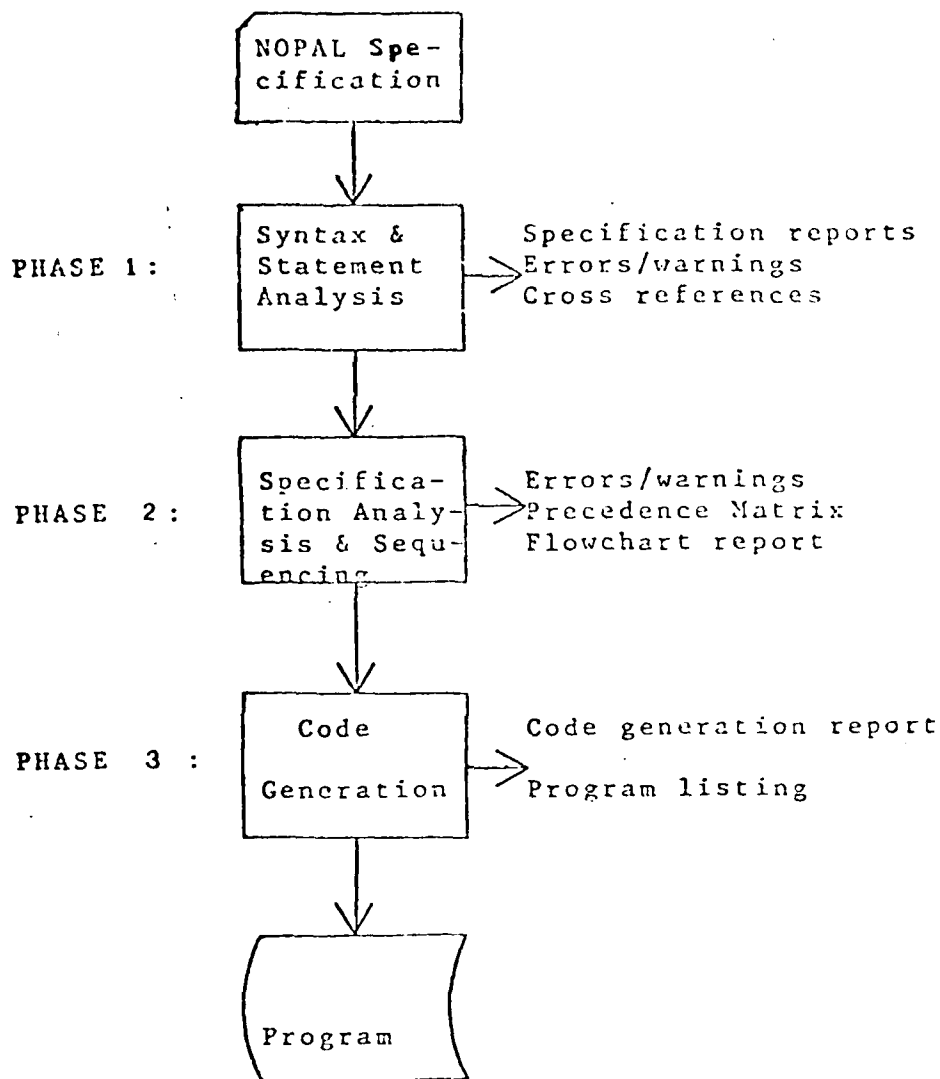 NOPAL Spe-
cification
PHASE 1:
Syntax &
Statement
Analysis
Specification reports
Errors/warnings
Cross references
PHASE 2:
Specifica-
tion Analy-
sis & Sequ-
encing
Errors/warnings
Precedence Matrix
Flowchart report
PHASE 3 :
Code
Generation
Code generation report
Program listing
Program